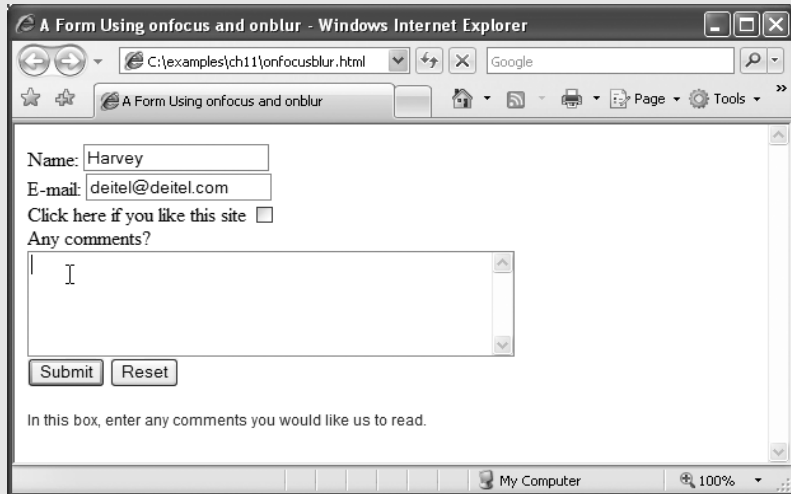 A Form Using onfocus and onblur - Windows Internet Explorer
C:\examples\ch11\onfocusblur.html
Google
A Form Using onfocus and onblur
Page
Tools
Name: Harvey
E-mail: deitel@deitel.com
Click here if you like this site
Any comments?
Submit Reset
In this box, enter any comments you would like us to read.
My Computer 100%